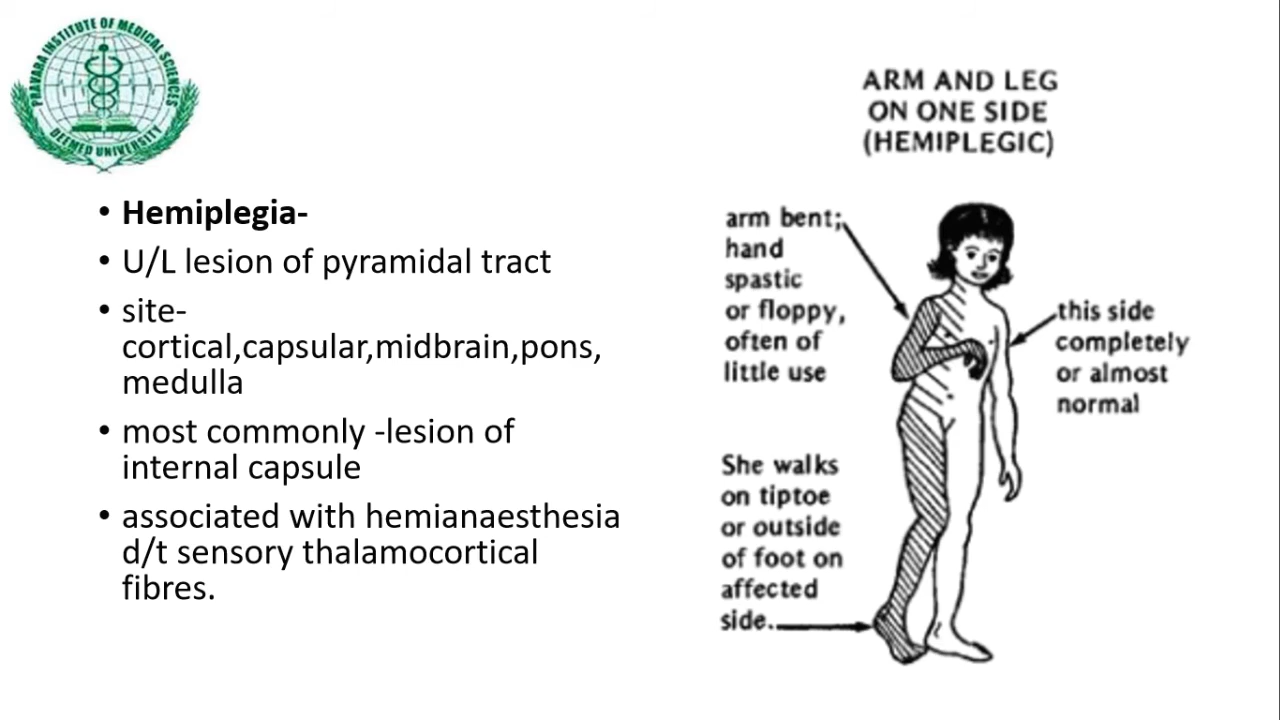 PRAVARA INSTITUTE OF MEDICAL SCIENCES
DEEMED UNIVERSITY
• Hemiplegia-
• U/L lesion of pyramidal tract
• site-
cortical,capsular,midbrain,pons,
medulla
• most commonly -lesion of
internal capsule
• associated with hemianaesthesia
d/t sensory thalamocortical
fibres.
ARM AND LEG
ON ONE SIDE
(HEMIPLEGIC)
arm bent;
hand
spastic
or floppy,
often of
little use
this side
completely
or almost
normal
She walks
on tiptoe
or outside
of foot on
affected
side.